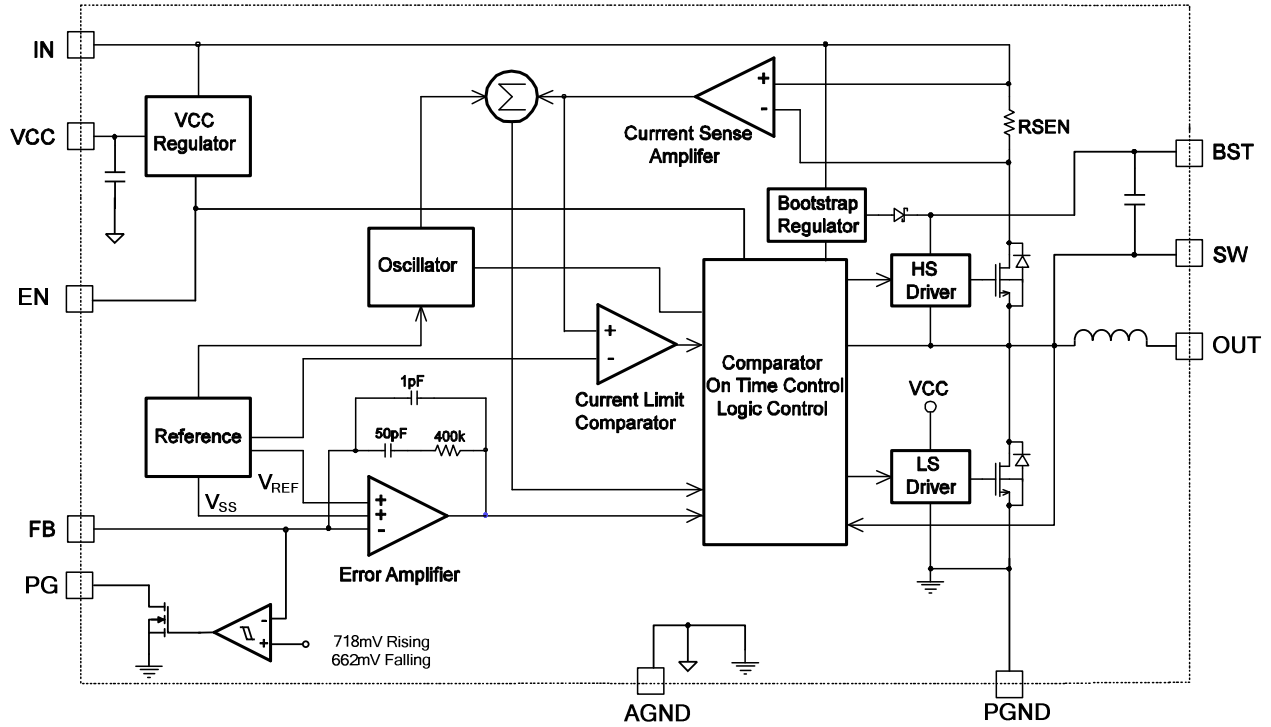 IN
VCC
Regulator
VCC
EN
Σ
Currrent Sense
Amplifer
+
-
RSEN
BST
Bootstrap
Regulator
SW
Oscillator
HS
Driver
OUT
+
-
Current Limit
Comparator
Comparator
On Time Control
Logic Control
VCC
1pF
50pF
400k
Reference
VREF
VSS
LS
Driver
+
+
-
Error Amplifier
FB
PG
-
+
718mV Rising
662mV Falling
AGND
PGND